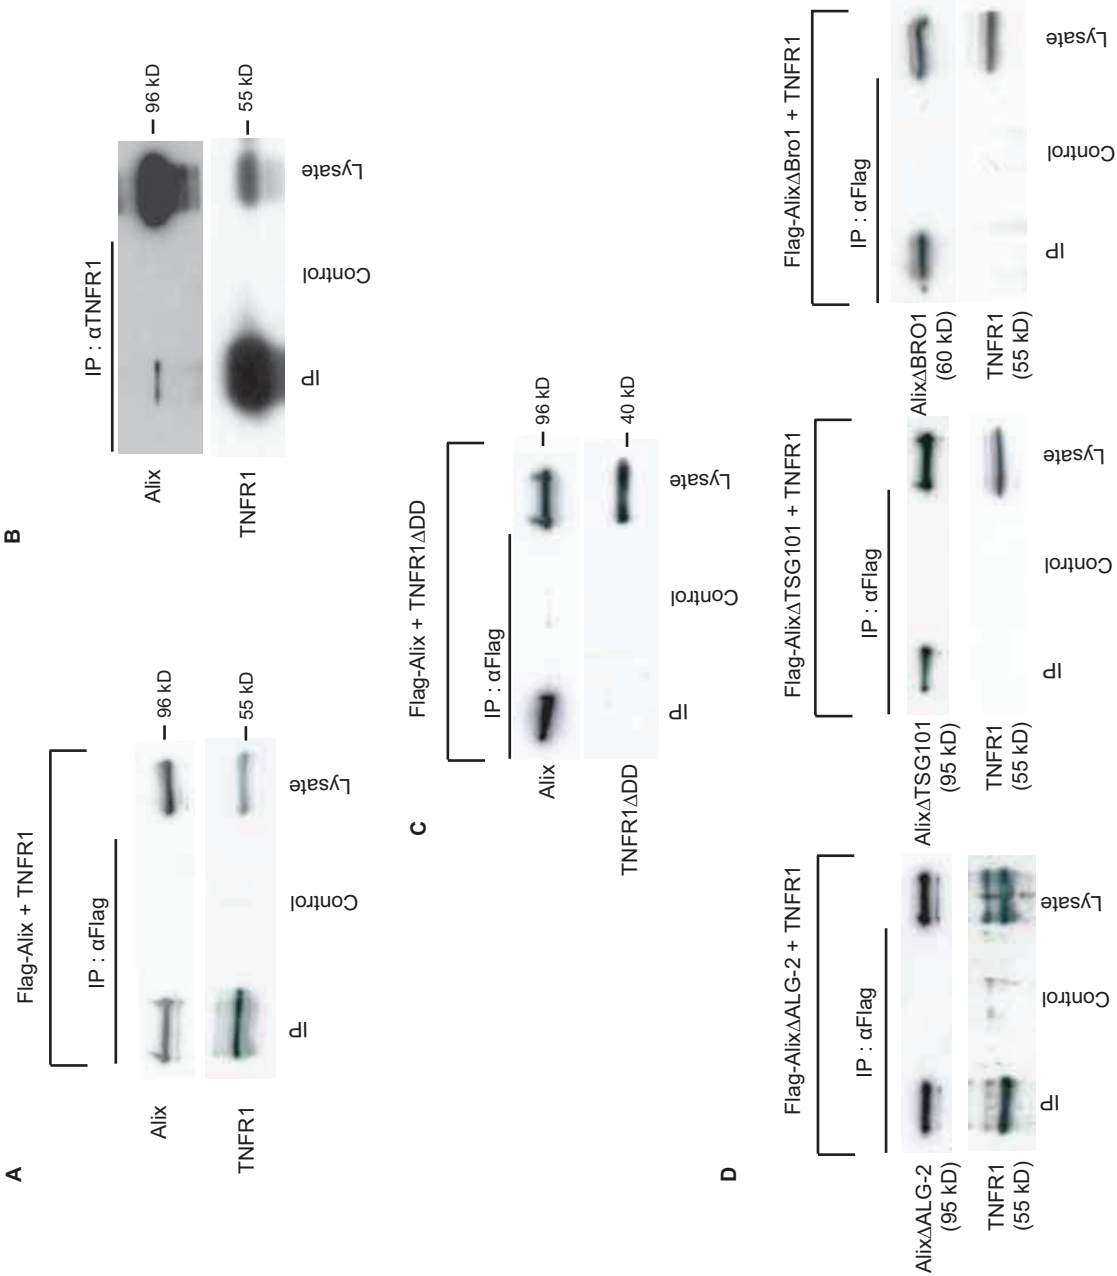 A
Flag-Alix + TNFR1
IP : αFlag
Alix
96 kD
TNFR1
55 kD
IP
Control
Lysate
B
IP : αTNFR1
Alix
96 kD
TNFR1
55 kD
IP
Control
Lysate
C
Flag-Alix + TNFR1ΔDD
IP : αFlag
Alix
96 kD
TNFR1ΔDD
40 kD
IP
Control
Lysate
D
Flag-AlixΔALG-2 + TNFR1
IP : αFlag
AlixΔALG-2
(95 kD)
TNFR1
(55 kD)
IP
Control
Lysate
Flag-AlixΔTSG101 + TNFR1
IP : αFlag
AlixΔTSG101
(95 kD)
TNFR1
(55 kD)
IP
Control
Lysate
Flag-AlixΔBro1 + TNFR1
IP : αFlag
AlixΔBRO1
(60 kD)
TNFR1
(55 kD)
IP
Control
Lysate